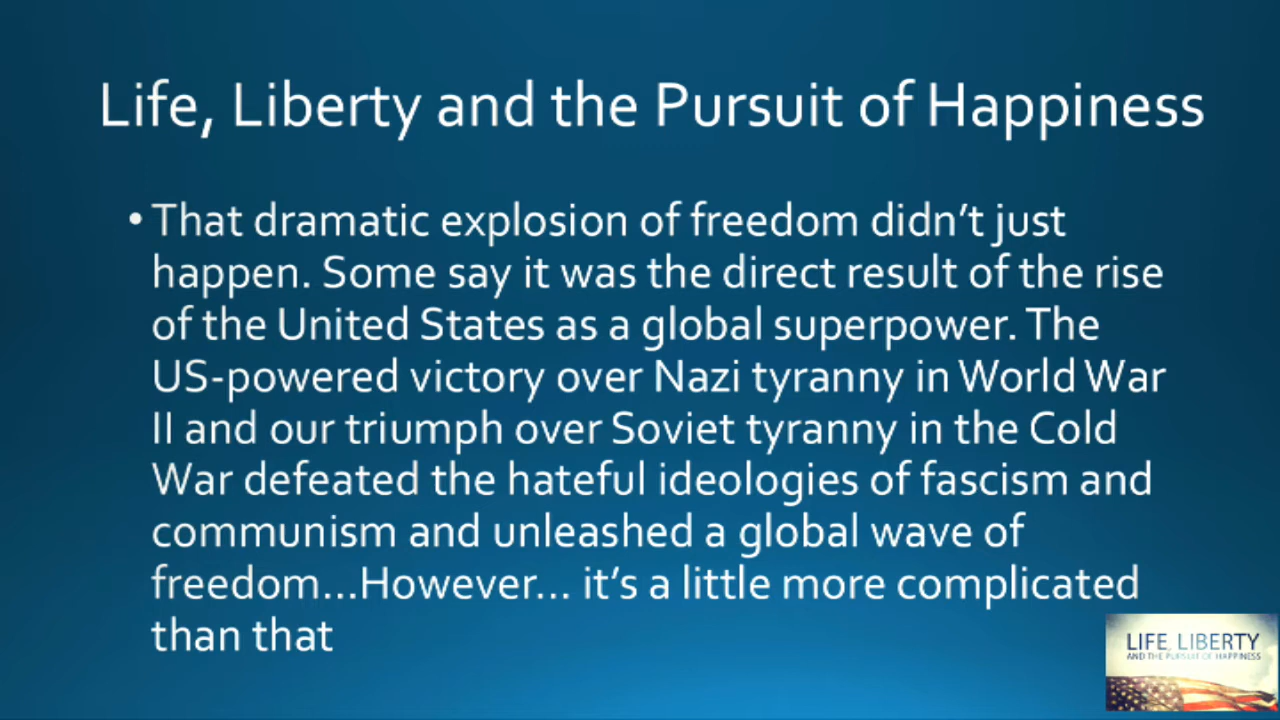 Life, Liberty and the Pursuit of Happiness
• That dramatic explosion of freedom didn’t just
happen. Some say it was the direct result of the rise
of the United States as a global superpower. The
US-powered victory over Nazi tyranny in World War
II and our triumph over Soviet tyranny in the Cold
War defeated the hateful ideologies of fascism and
communism and unleashed a global wave of
freedom...However... it’s a little more complicated
than that
LIFE, LIBERTY
AND THE PURSUIT OF HAPPINESS